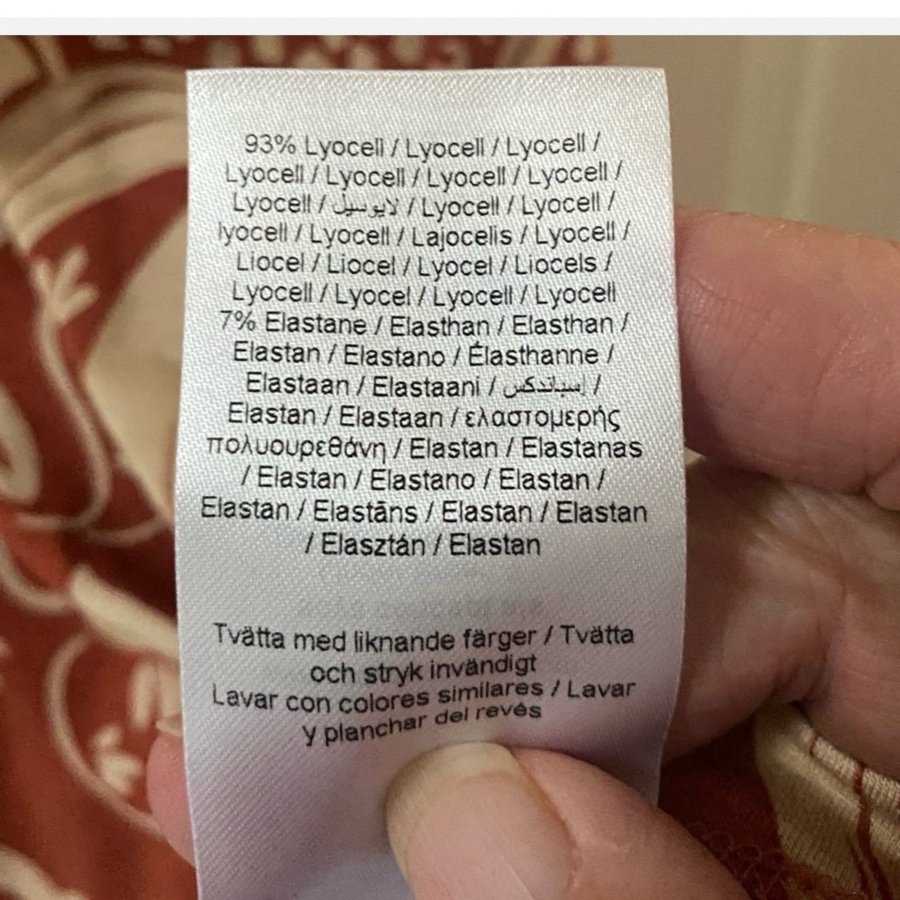 93% Lyocell / Lyocell / Lyocell /
Lyocell / Lyocell / Lyocell / Lyocell /
Lyocell / لايوسيل / Lyocell / Lyocell /
lyocell / Lyocell / Lajocelis / Lyocell /
Liocel / Liocel / Lyocel / Liocels /
Lyocell / Lyocel / Lyocell / Lyocell
7% Elastane / Elasthan / Elasthan /
Elastan / Elastano / Élasthanne /
Elastaan / Elastaani / إسباندكس /
Elastan / Elastaan / ελαστομερής
πολυουρεθάνη / Elastan / Elastanas
/ Elastan / Elastano / Elastan /
Elastan / Elastāns / Elastan / Elastan
/ Elasztán / Elastan
Tvätta med liknande färger / Tvätta
och stryk invändigt
Lavar con colores similares / Lavar
y planchar del revés